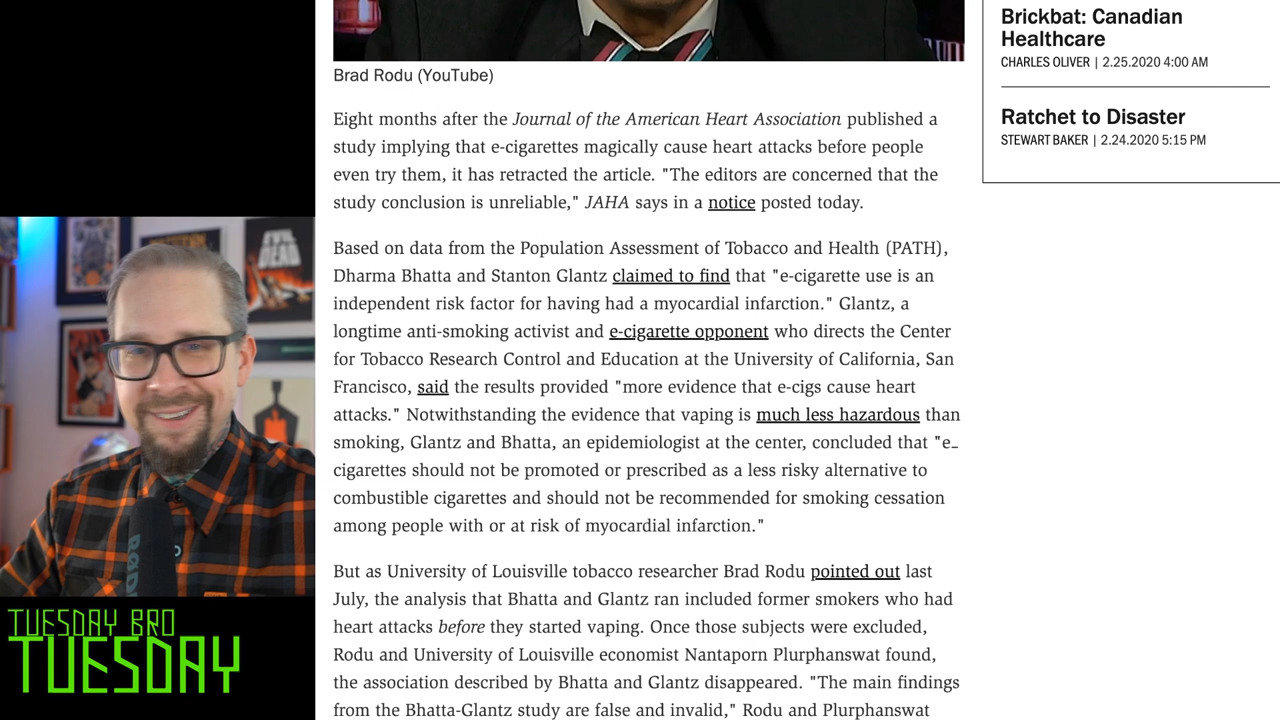 Brad Rodu (YouTube)
Eight months after the Journal of the American Heart Association published a
study implying that e-cigarettes magically cause heart attacks before people
even try them, it has retracted the article. "The editors are concerned that the
study conclusion is unreliable," JAHA says in a notice posted today.
Based on data from the Population Assessment of Tobacco and Health (PATH),
Dharma Bhatta and Stanton Glantz claimed to find that "e-cigarette use is an
independent risk factor for having had a myocardial infarction." Glantz, a
longtime anti-smoking activist and e-cigarette opponent who directs the Center
for Tobacco Research Control and Education at the University of California, San
Francisco, said the results provided "more evidence that e-cigs cause heart
attacks." Notwithstanding the evidence that vaping is much less hazardous than
smoking, Glantz and Bhatta, an epidemiologist at the center, concluded that "e‐
cigarettes should not be promoted or prescribed as a less risky alternative to
combustible cigarettes and should not be recommended for smoking cessation
among people with or at risk of myocardial infarction."
But as University of Louisville tobacco researcher Brad Rodu pointed out last
July, the analysis that Bhatta and Glantz ran included former smokers who had
heart attacks before they started vaping. Once those subjects were excluded,
Rodu and University of Louisville economist Nantaporn Plurphanswat found,
the association described by Bhatta and Glantz disappeared. "The main findings
from the Bhatta-Glantz study are false and invalid," Rodu and Plurphanswat
Brickbat: Canadian
Healthcare
CHARLES OLIVER | 2.25.2020 4:00 AM
Ratchet to Disaster
STEWART BAKER | 2.24.2020 5:15 PM
EVIL
DEAD
RØDE
TUESDAY BRO
TUESDAY